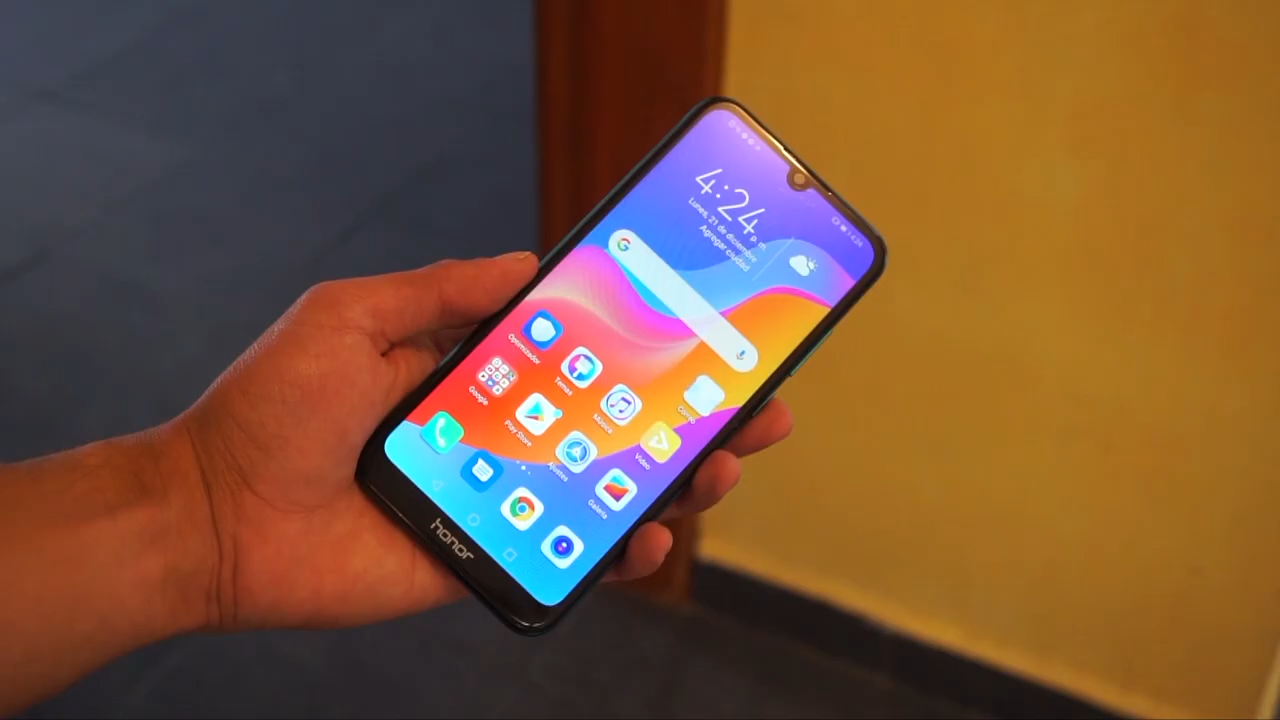 4:24 p. m.
Lunes, 21 de diciembre
Agregar ciudad
Optimizador
Temas
Música
Correo
Google
Play Store
Ajustes
Video
Galería
honor